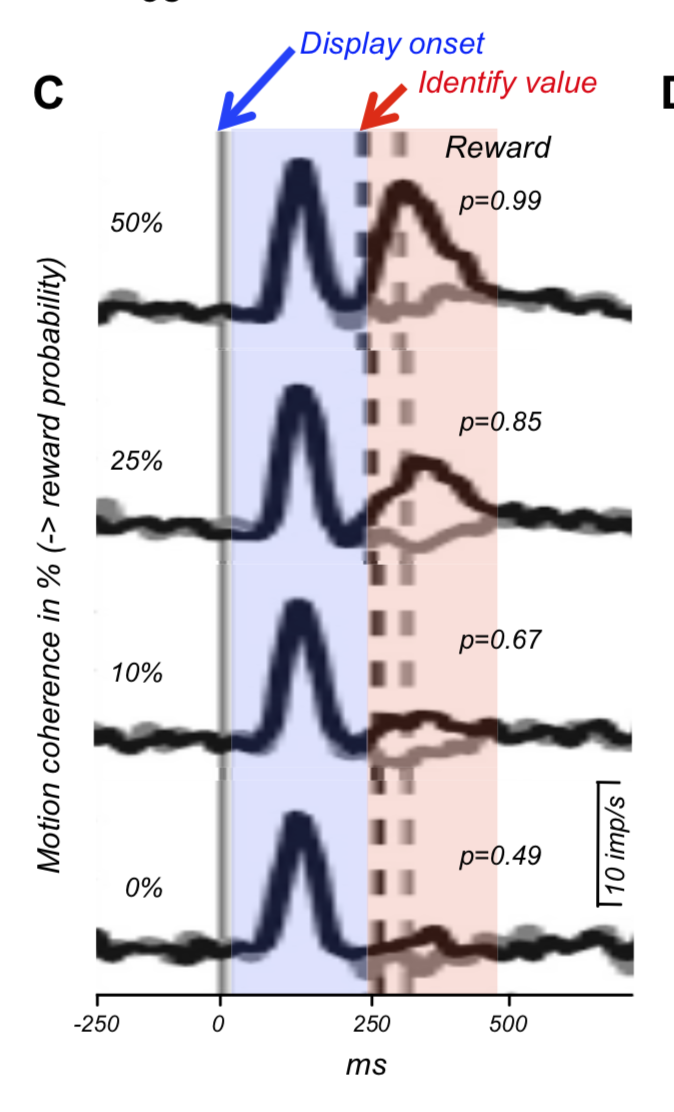 Display onset
C
Identify value
Reward
50%
p=0.99
25%
p=0.85
10%
p=0.67
0%
p=0.49
Motion coherence in % (-> reward probability)
10 imp/s
-250 0 250 500
ms